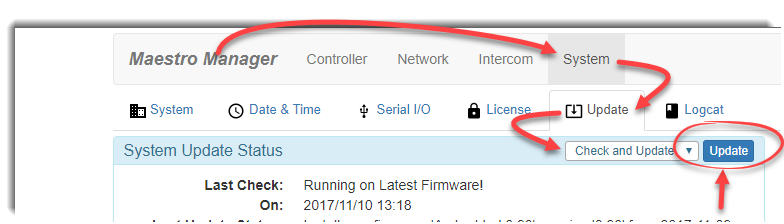 Maestro Manager Controller Network Intercom System
System Date & Time Serial I/O License Update Logcat
System Update Status Check and Update Update
Last Check: Running on Latest Firmware!
On: 2017/11/10 13:18